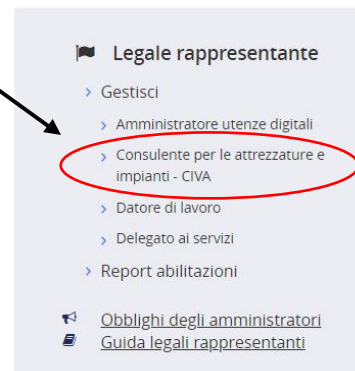 Legale rappresentante
Gestisci
Amministratore utenze digitali
Consulente per le attrezzature e
impianti - CIVA
Datore di lavoro
Delegato ai servizi
Report abilitazioni
Obblighi degli amministratori
Guida legali rappresentanti